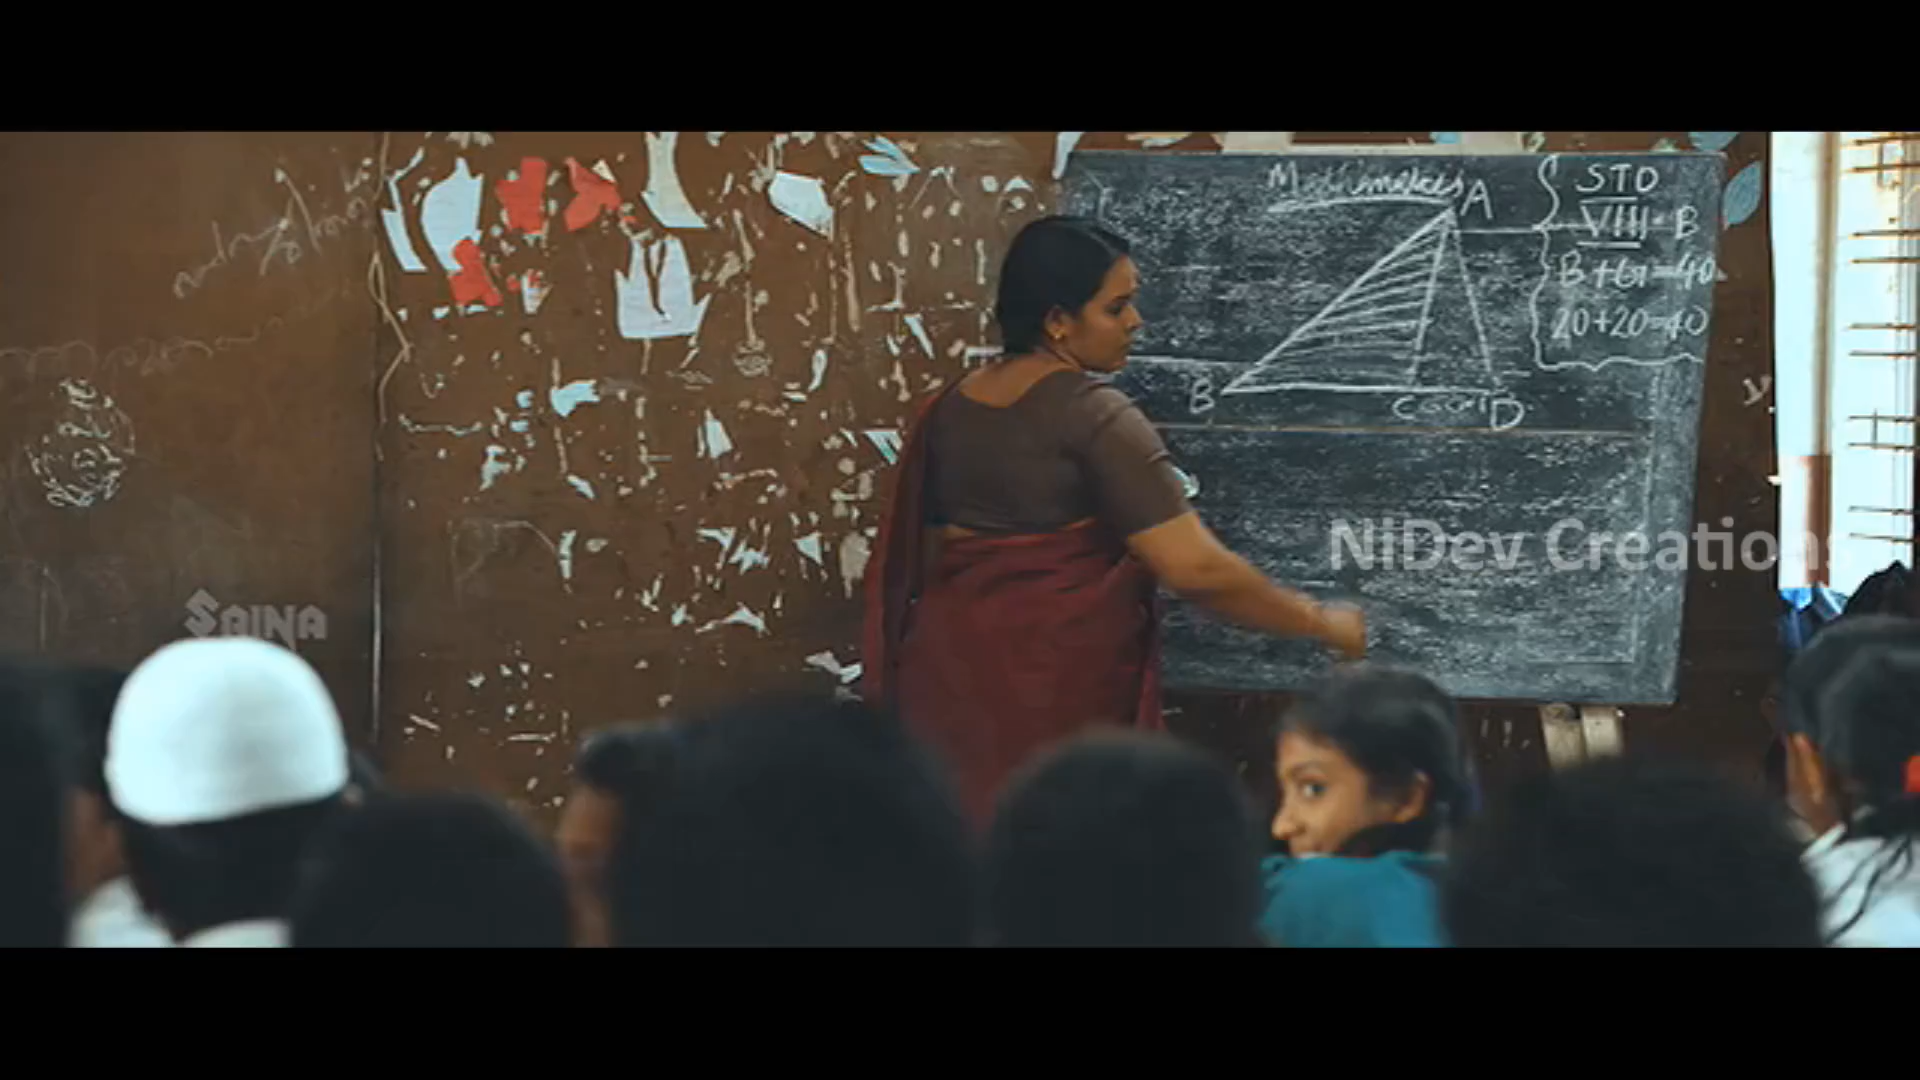 Mathematics
A
STD
VIII - B
B+G=40
20+20=40
B
C
D
NiDev Creations
SAINA